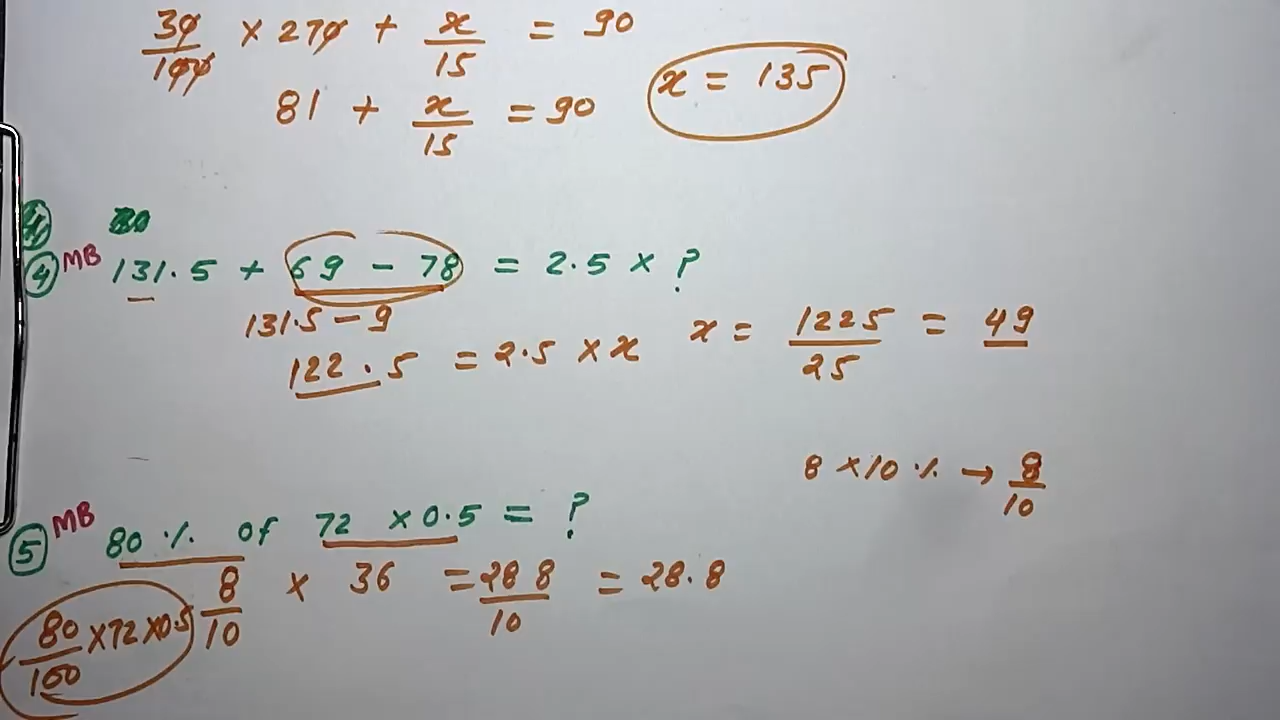 30/100 × 270 + x/15 = 90
81 + x/15 = 90
x = 135
④ MB 131.5 + 69 - 78 = 2.5 × ?
131.5 - 9
122.5 = 2.5 × x
x = 1225/25 = 49
8 × 10% → 8/10
⑤ MB 80% of 72 × 0.5 = ?
8/10 × 36 = 288/10 = 28.8
80/100 × 72 × 0.5